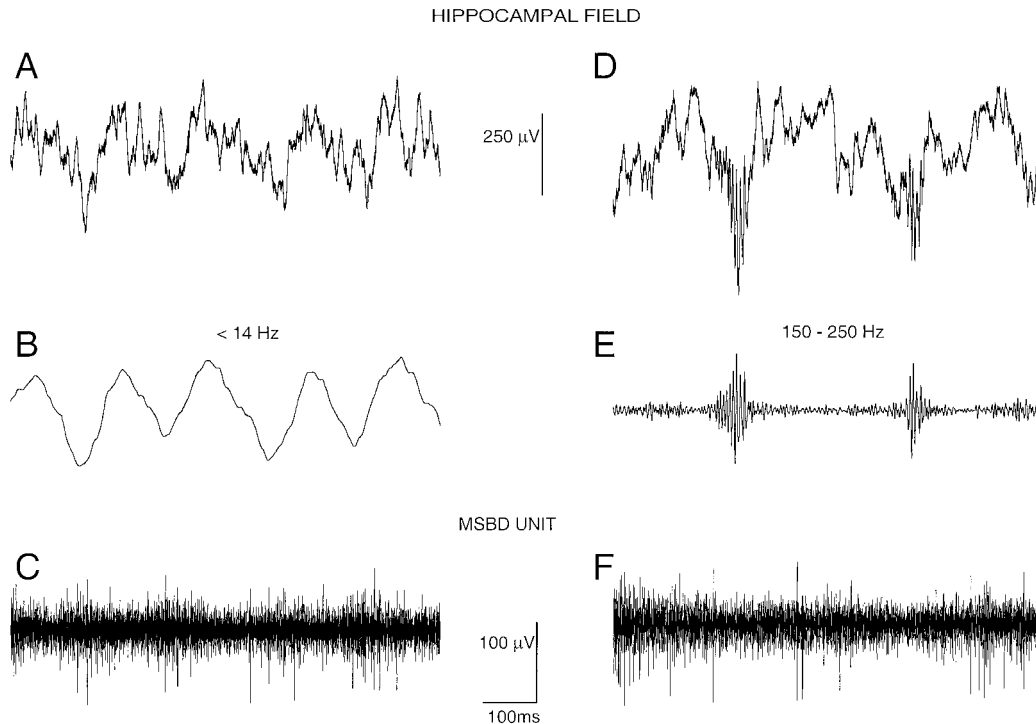 HIPPOCAMPAL FIELD
A
D
250 μV
B
< 14 Hz
E
150 - 250 Hz
MSBD UNIT
C
F
100 μV
100ms